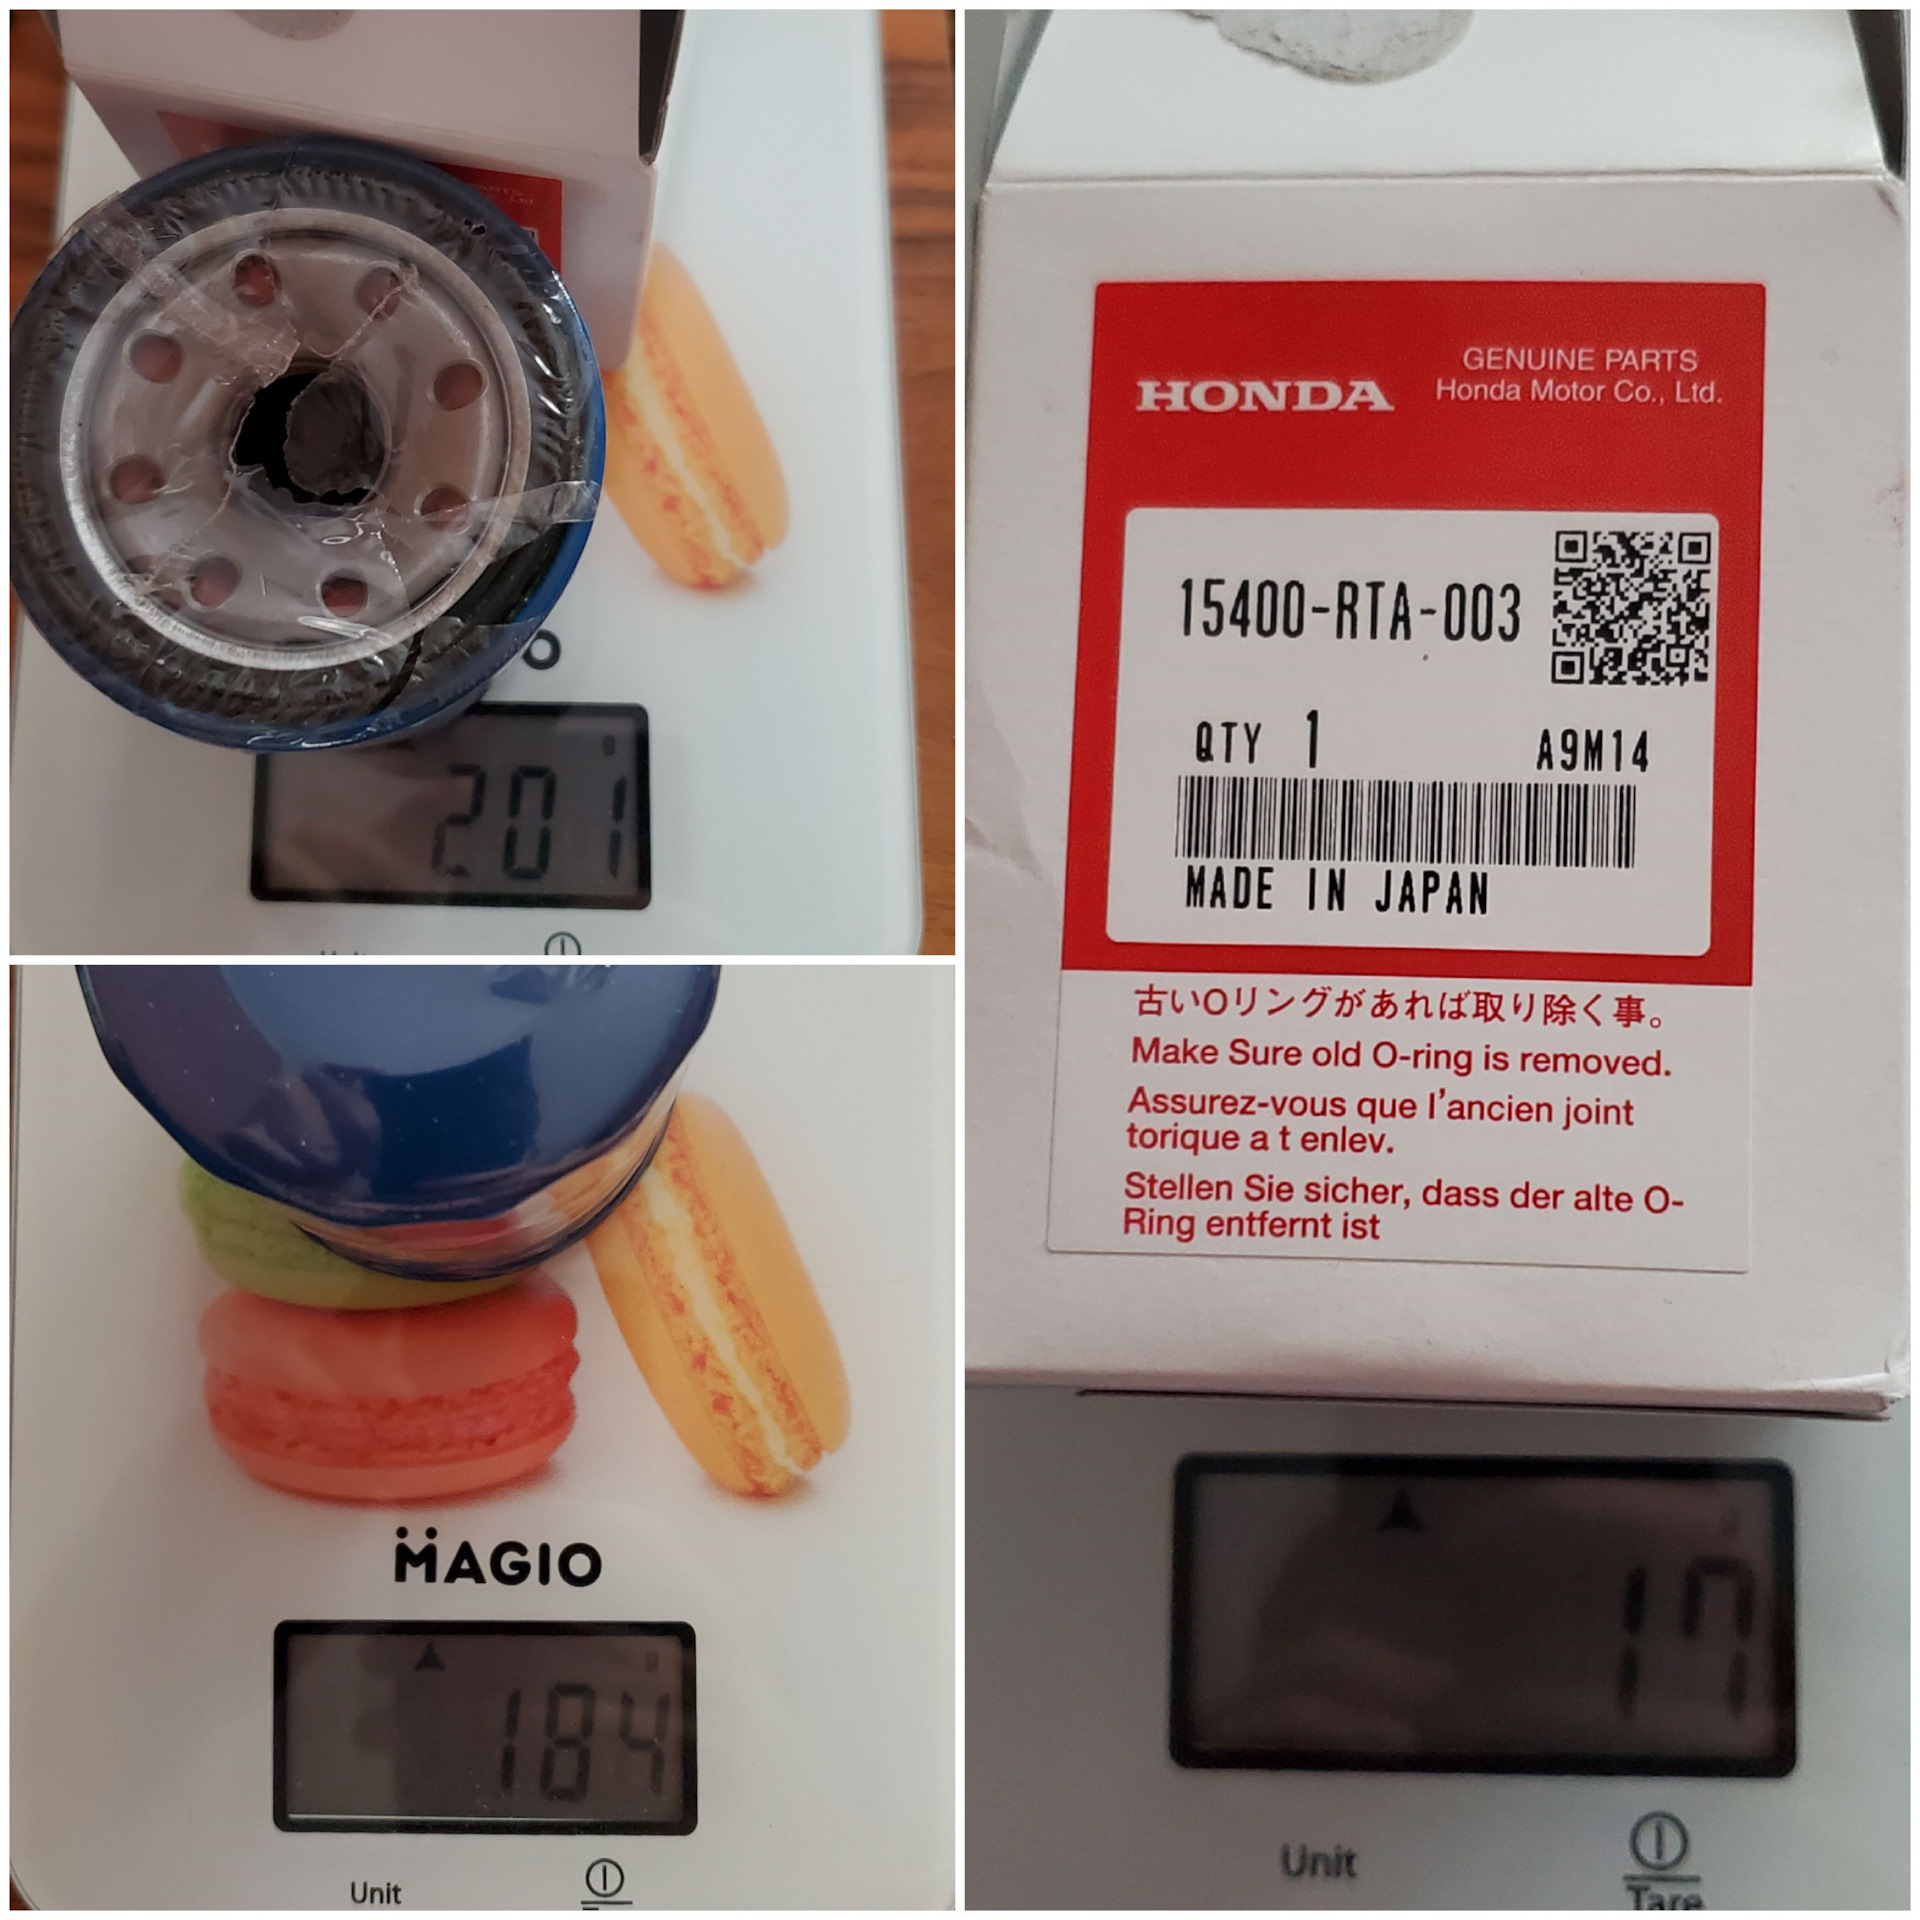 PARTS
Ltd.
O
g
201
MAGIO
g
184
Unit
HONDA
GENUINE PARTS
Honda Motor Co., Ltd.
15400-RTA-003
QTY 1 A9M14
MADE IN JAPAN
古いOリングがあれば取り除く事。
Make Sure old O-ring is removed.
Assurez-vous que l'ancien joint
torique a t enlev.
Stellen Sie sicher, dass der alte O-
Ring entfernt ist
17
Unit
Tare